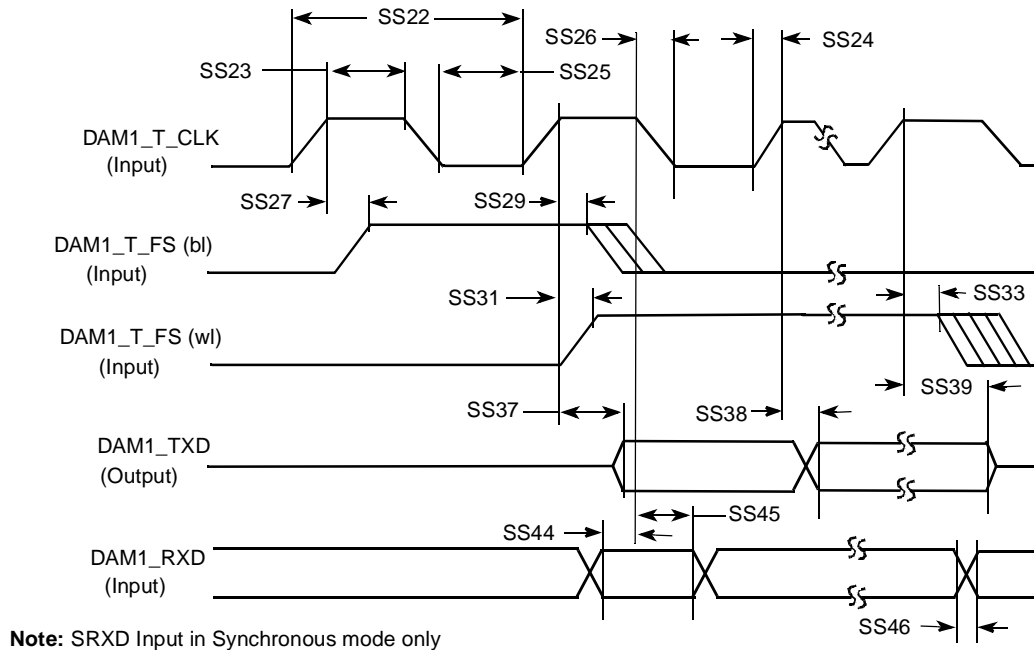 SS22
SS26
SS24
SS23
SS25
DAM1_T_CLK
(Input)
SS27
SS29
DAM1_T_FS (bl)
(Input)
SS31
SS33
DAM1_T_FS (wl)
(Input)
SS37
SS38
SS39
DAM1_TXD
(Output)
SS44
SS45
DAM1_RXD
(Input)
SS46
Note: SRXD Input in Synchronous mode only